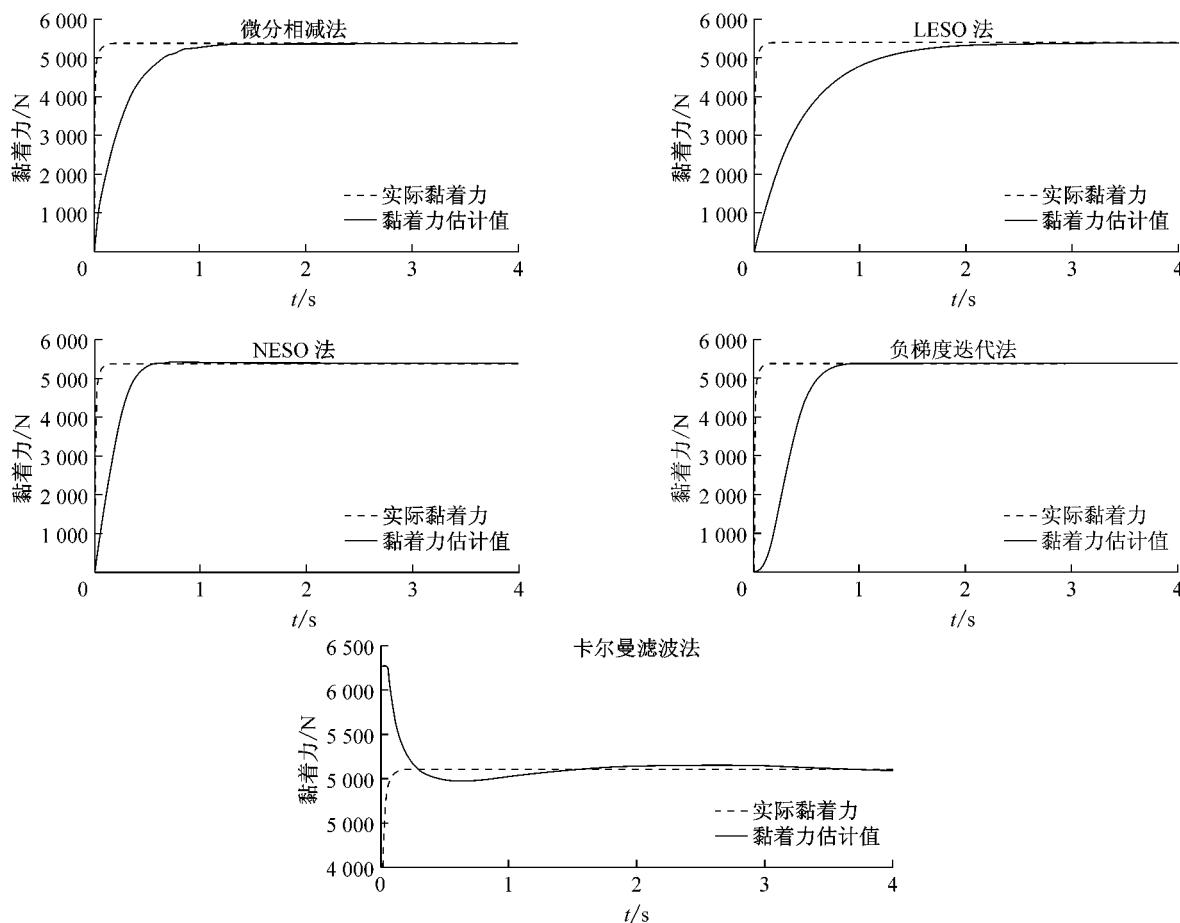 微分相减法
6 000
5 000
4 000
3 000
2 000
1 000
0
1
2
3
4
黏着力/N
t/s
实际黏着力
黏着力估计值
LESO 法
6 000
5 000
4 000
3 000
2 000
1 000
0
1
2
3
4
黏着力/N
t/s
实际黏着力
黏着力估计值
NESO 法
6 000
5 000
4 000
3 000
2 000
1 000
0
1
2
3
4
黏着力/N
t/s
实际黏着力
黏着力估计值
负梯度迭代法
6 000
5 000
4 000
3 000
2 000
1 000
0
1
2
3
4
黏着力/N
t/s
实际黏着力
黏着力估计值
卡尔曼滤波法
6 500
6 000
5 500
5 000
5 000
4 000
0
1
2
3
4
黏着力/N
t/s
实际黏着力
黏着力估计值